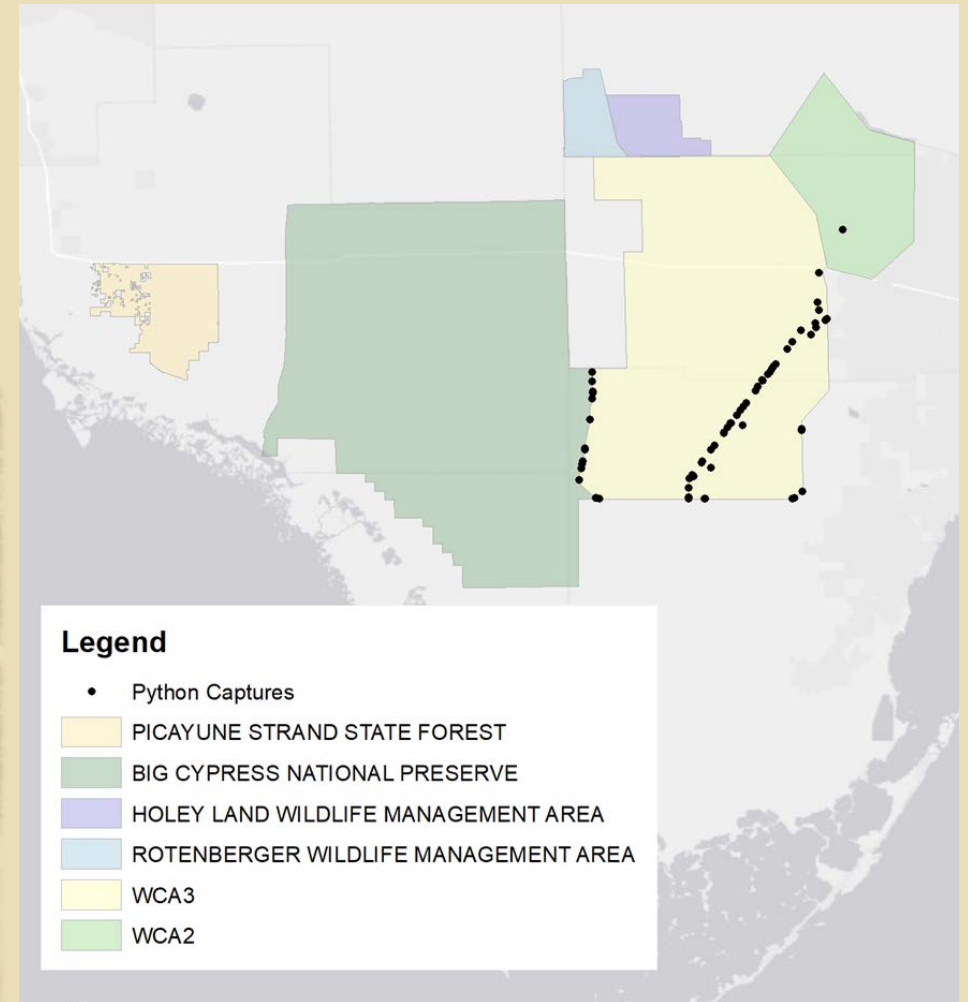 Legend
Python Captures
PICAYUNE STRAND STATE FOREST
BIG CYPRESS NATIONAL PRESERVE
HOLEY LAND WILDLIFE MANAGEMENT AREA
ROTENBERGER WILDLIFE MANAGEMENT AREA
WCA3
WCA2